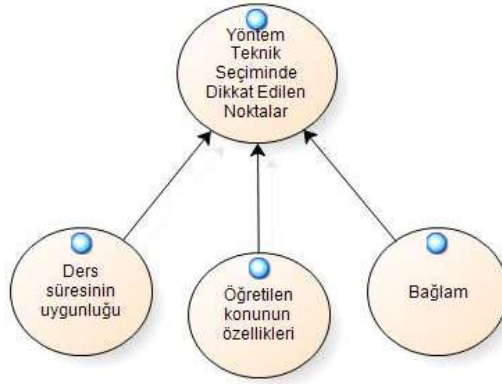 Yöntem
Teknik
Seçiminde
Dikkat Edilen
Noktalar
Ders
süresinin
uygunluğu
Öğretilen
konunun
özellikleri
Bağlam